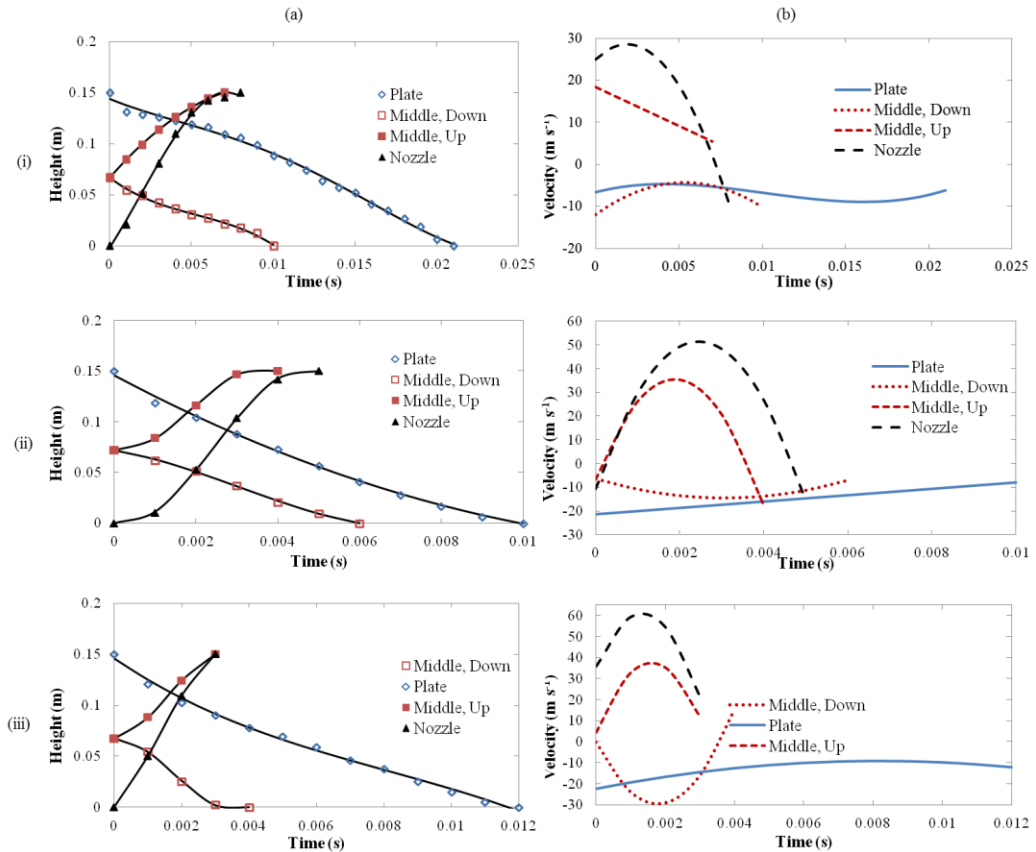 (a)
(b)
(i)
Height (m)
0.2
0.15
0.1
0.05
0
0
0.005
0.01
0.015
0.02
0.025
Time (s)
Plate
Middle, Down
Middle, Up
Nozzle
Velocity (m s⁻¹)
30
20
10
0
-10
-20
0
0.005
0.01
0.015
0.02
0.025
Time (s)
Plate
Middle, Down
Middle, Up
Nozzle
(ii)
Height (m)
0.2
0.15
0.1
0.05
0
0
0.002
0.004
0.006
0.008
0.01
Time (s)
Plate
Middle, Down
Middle, Up
Nozzle
Velocity (m s⁻¹)
60
50
40
30
20
10
0
-10
-20
-30
0
0.002
0.004
0.006
0.008
0.01
Time (s)
Plate
Middle, Down
Middle, Up
Nozzle
(iii)
Height (m)
0.2
0.15
0.1
0.05
0
0
0.002
0.004
0.006
0.008
0.01
0.012
Time (s)
Middle, Down
Plate
Middle, Up
Nozzle
Velocity (m s⁻¹)
60
50
40
30
20
10
0
-10
-20
-30
0
0.002
0.004
0.006
0.008
0.01
0.012
Time (s)
Middle, Down
Plate
Middle, Up